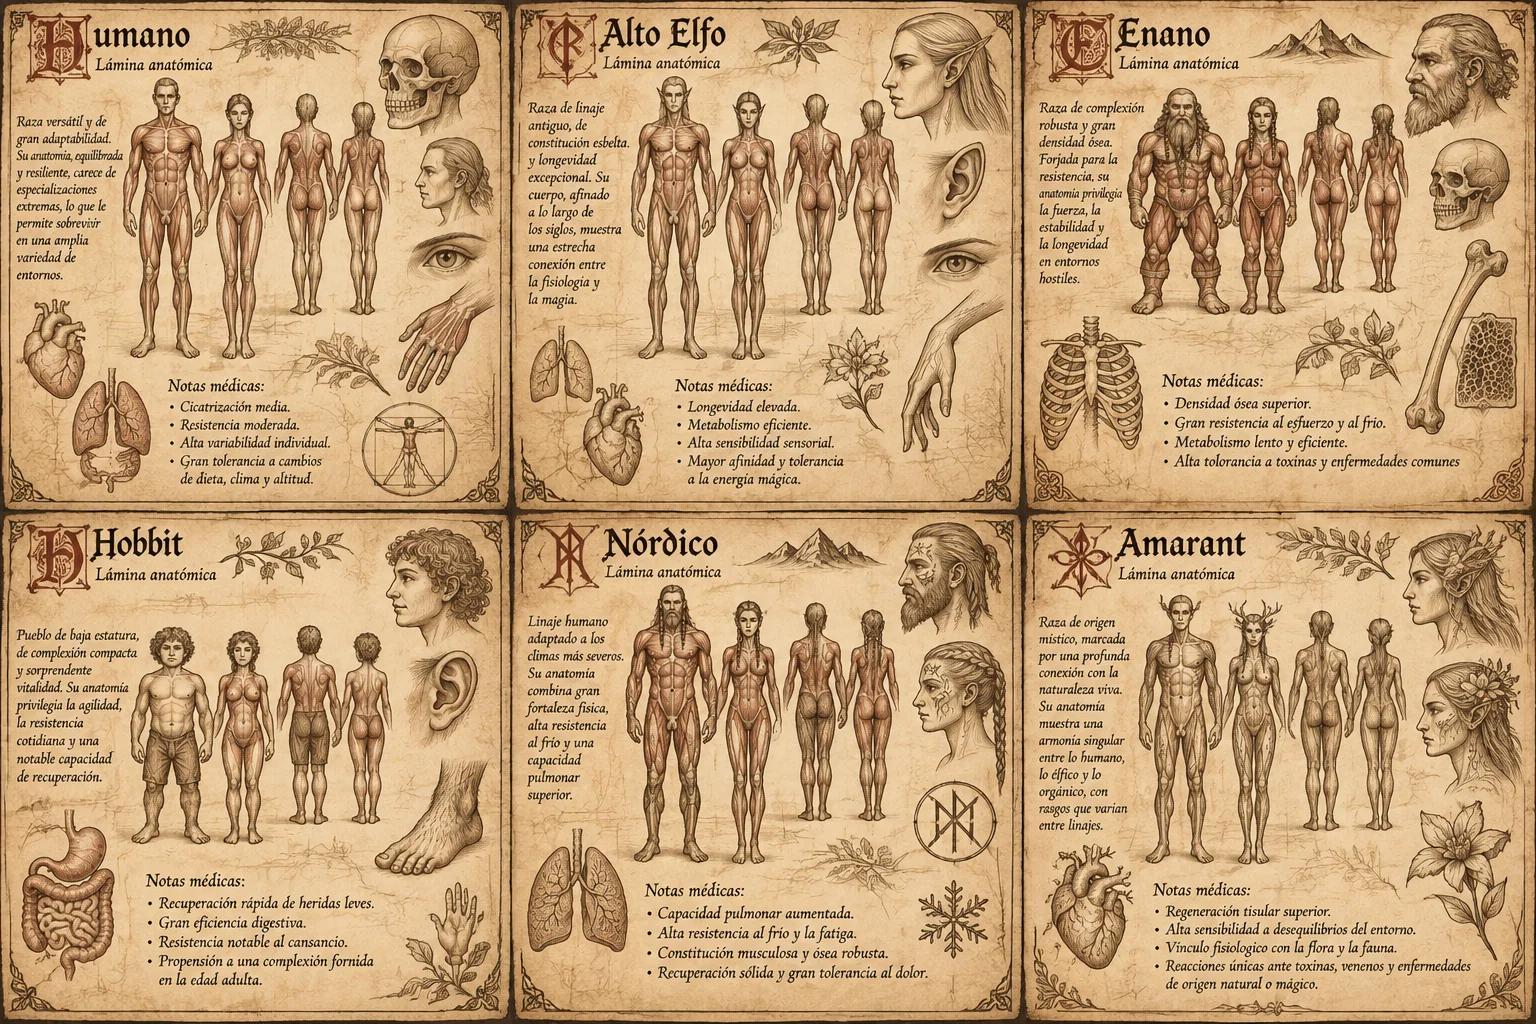 Humano
Lámina anatómica
Raza versátil y de
gran adaptabilidad.
Su anatomía, equilibrada
y resiliente, carece de
especializaciones
extremas, lo que le
permite sobrevivir
en una amplia
variedad de
entornos.
Notas médicas:
• Cicatrización media.
• Resistencia moderada.
• Alta variabilidad individual.
• Gran tolerancia a cambios
de dieta, clima y altitud.
Alto Elfo
Lámina anatómica
Raza de linaje
antiguo, de
constitución esbelta.
y longevidad
excepcional. Su
cuerpo, afinado
a lo largo de
los siglos, muestra
una estrecha
conexión entre
la fisiologia y
la magia.
Notas médicas:
• Longevidad elevada.
• Metabolismo eficiente.
• Alta sensibilidad sensorial.
• Mayor afinidad y tolerancia
a la energía mágica.
E Enano
Lámina anatómica
Raza de complexión
robusta y gran
densidad ósea.
Forjada para la
resistencia, su
anatomía privilegia
la fuerza, la
estabilidad y
la longevidad
en entornos
hostiles.
Notas médicas:
• Densidad ósea superior.
• Gran resistencia al esfuerzo y al frío.
• Metabolismo lento y eficiente.
• Alta tolorancia a toxinas y enfermedades comunes
H Hobbit
Lámina anatómica
Pueblo de baja estatura,
de complexión compacta
y sorprendente
vitalidad. Su anatomía
privilegia la agilidad,
la resistencia
cotidiana y una
notable capacidad
de recuperación.
Notas médicas:
• Recuperación rápida de heridas leves.
• Gran eficiencia digestiva.
• Resistencia notable al cansancio.
• Propensión a una complexión fornida
en la edad adulta.
Nórdico
Lámina anatómica
Linaje humano
adaptado a los
climas más severos.
Su anatomía
combina gran
fortaleza física,
alta resistencia
al frío y una
capacidad
pulmonar
superior.
Notas médicas:
• Capacidad pulmonar aumentada.
• Alta resistencia al frío y la fatiga.
• Constitución musculosa y ósea robusta.
• Recuperación sólida y gran tolerancia al dolor.
Amarant
Lámina anatómica
Raza de origen
místico, marcada
por una profunda
conexión con la
naturaleza viva.
Su anatomía
muestra una
armonía singular
entre lo humano,
lo élfico y lo
orgánico, con
rasgos que varían
entre linajes.
Notas médicas:
• Regeneración tisular superior.
• Alta sensibilidad a desequilibrios del entorno.
• Vínculo fisiologico con la flora y la fauna.
• Reacciones únicas ante toxinas, venenos y enfermedades
de origen natural o mágico.